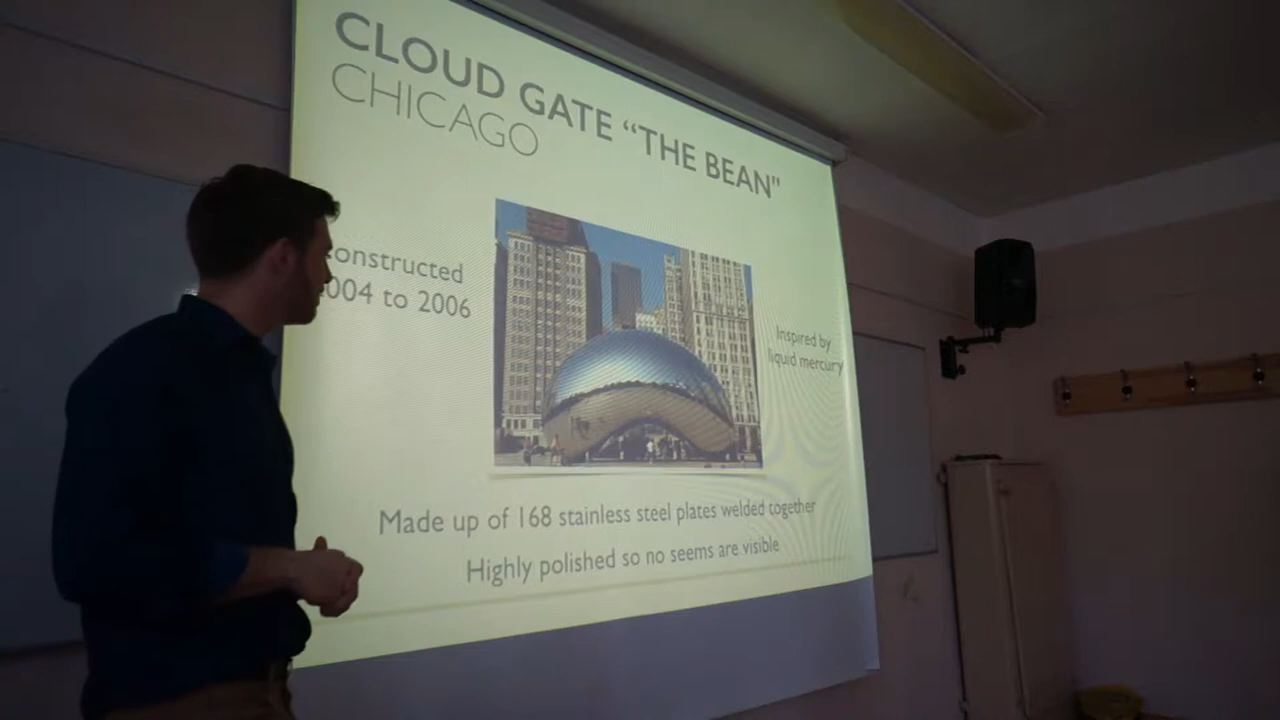 CLOUD GATE “THE BEAN"
CHICAGO
onstructed
004 to 2006
Inspired by
liquid mercury
Made up of 168 stainless steel plates welded together
Highly polished so no seems are visible